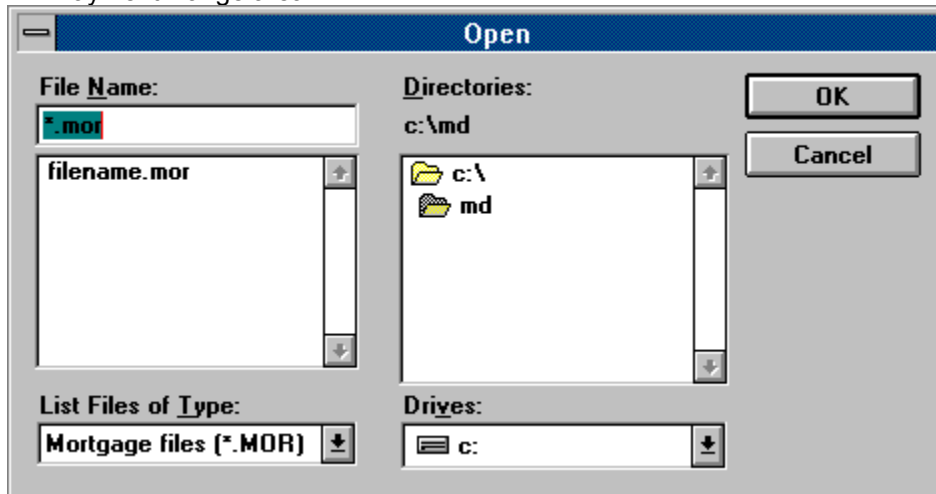 Open
File Name:
*.mor
filename.mor
List Files of Type:
Mortgage files (*.MOR)
Directories:
c:\md
c:\
md
Drives:
c:
OK
Cancel